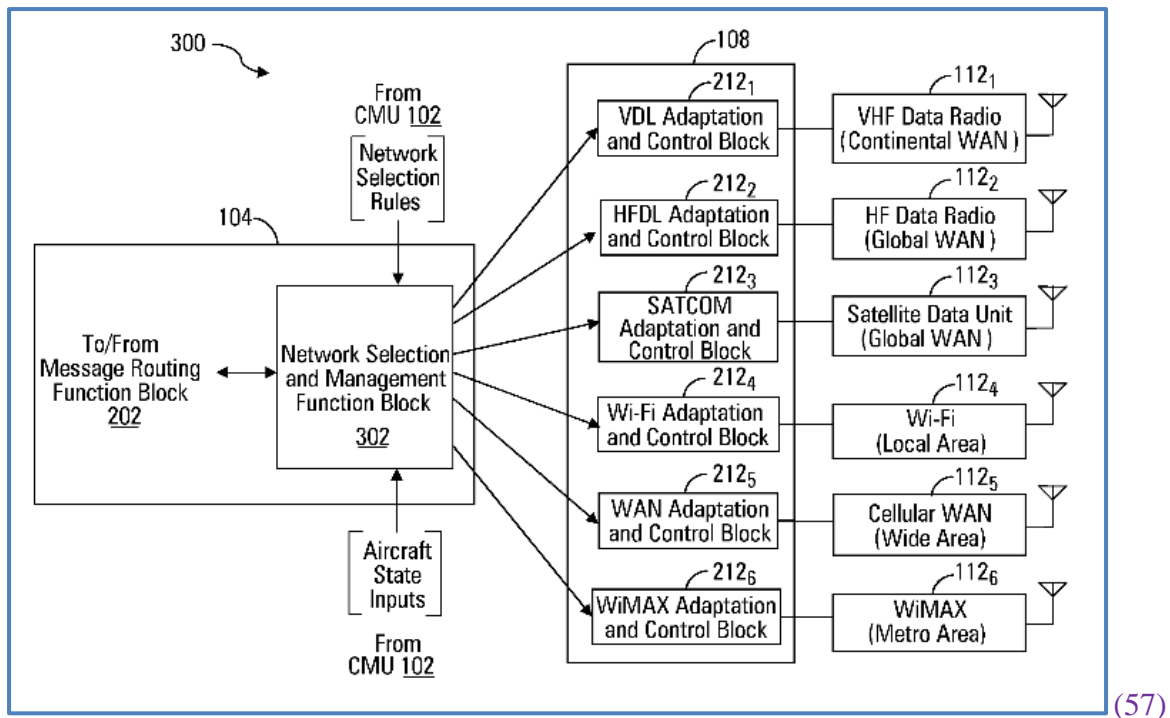 300
From
CMU 102
Network
Selection
Rules
104
To/From
Message Routing
Function Block
202
Network Selection
and Management
Function Block
302
Aircraft
State
Inputs
From
CMU 102
108
212₁
VDL Adaptation
and Control Block
212₂
HFDL Adaptation
and Control Block
212₃
SATCOM
Adaptation and
Control Block
212₄
Wi-Fi Adaptation
and Control Block
212₅
WAN Adaptation
and Control Block
212₆
WiMAX Adaptation
and Control Block
112₁
VHF Data Radio
(Continental WAN)
112₂
HF Data Radio
(Global WAN)
112₃
Satellite Data Unit
(Global WAN)
112₄
Wi-Fi
(Local Area)
112₅
Cellular WAN
(Wide Area)
112₆
WiMAX
(Metro Area)
(57)